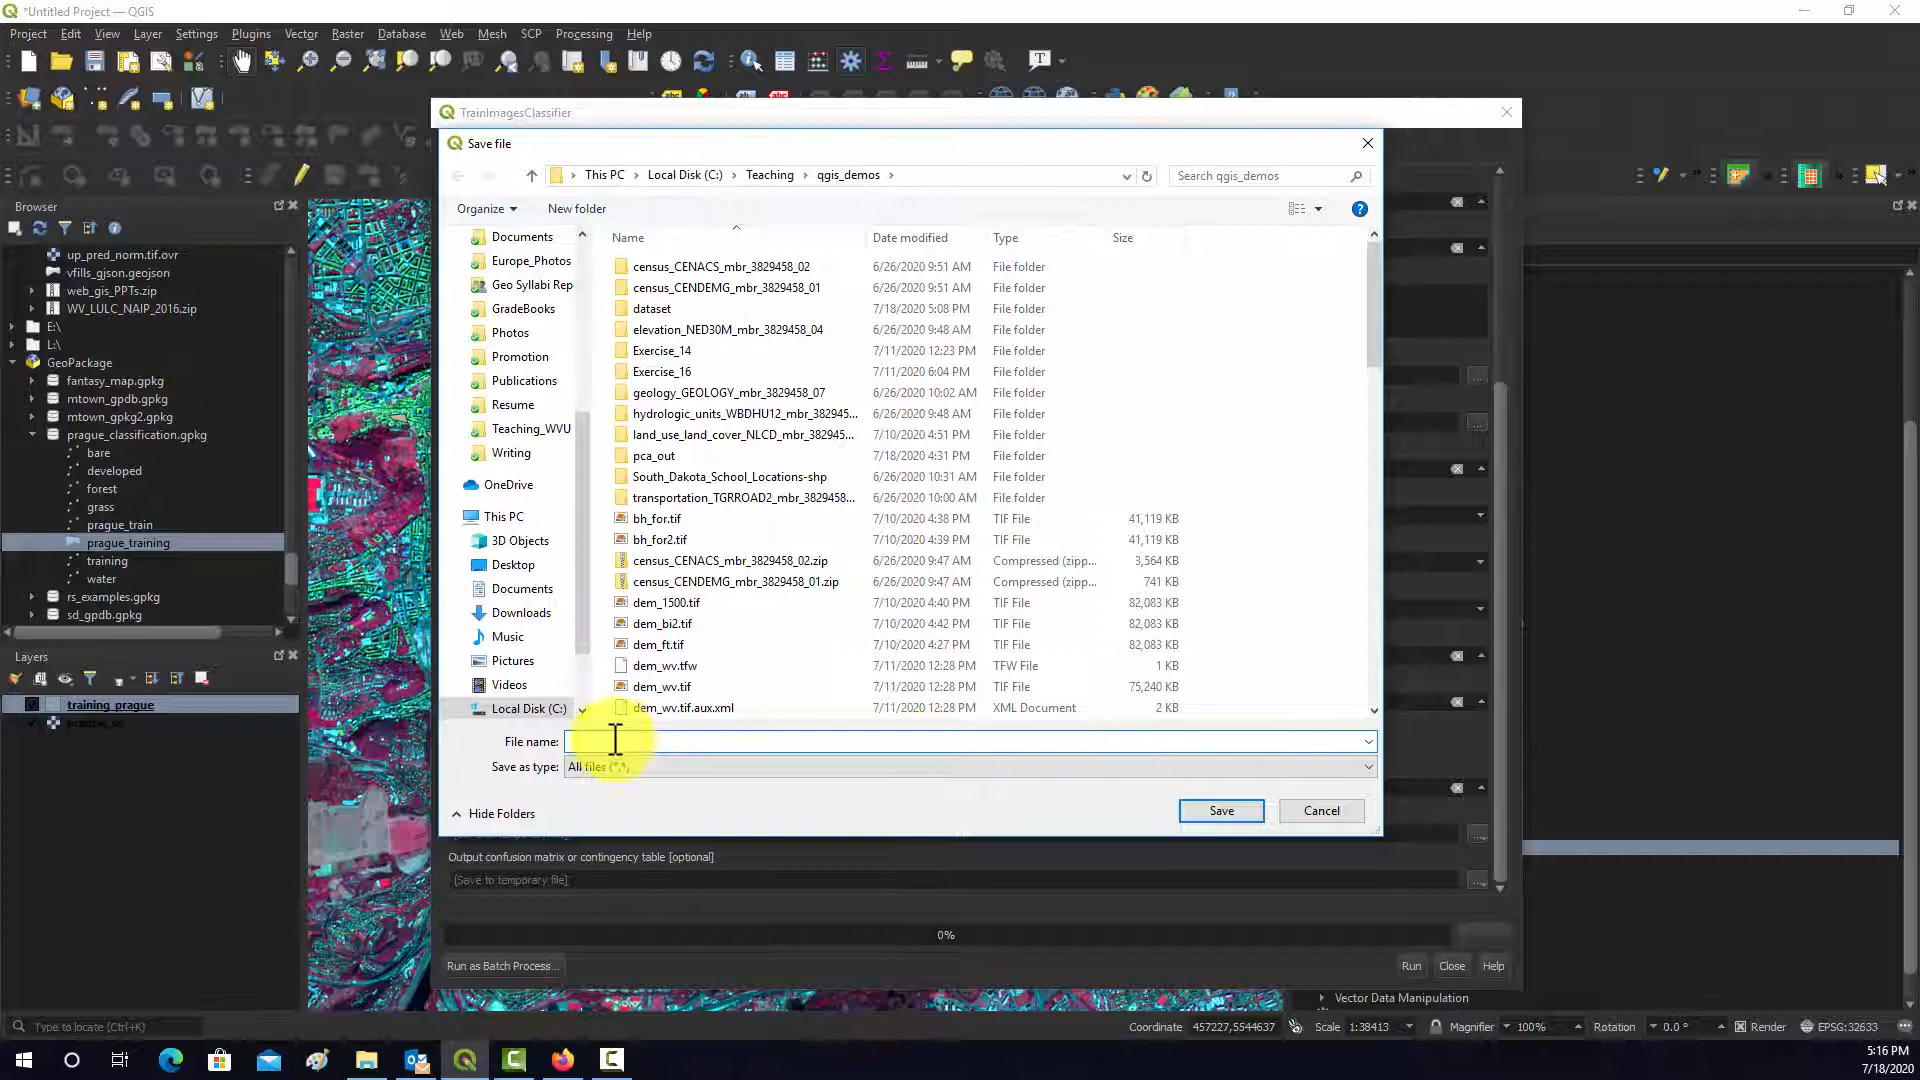 *Untitled Project — QGIS
Project Edit View Layer Settings Plugins Vector Raster Database Web Mesh SCP Processing Help
TrainImagesClassifier
Save file
This PC > Local Disk (C:) > Teaching > qgis_demos >
Search qgis_demos
Organize
New folder
Browser
up_pred_norm.tif.ovr
vfills_gjson.geojson
web_gis_PPTs.zip
WV_LULC_NAIP_2016.zip
E:\
L:\
GeoPackage
fantasy_map.gpkg
mtown_gpdb.gpkg
mtown_gpkg2.gpkg
prague_classification.gpkg
bare
developed
forest
grass
prague_train
prague_training
training
water
rs_examples.gpkg
sd_gpdb.gpkg
Layers
training_prague
Documents
Europe_Photos
Geo Syllabi Rep
GradeBooks
Photos
Promotion
Publications
Resume
Teaching_WVU
Writing
OneDrive
This PC
3D Objects
Desktop
Documents
Downloads
Music
Pictures
Videos
Local Disk (C:)
Name Date modified Type Size
census_CENACS_mbr_3829458_02 6/26/2020 9:51 AM File folder
census_CENDEMG_mbr_3829458_01 6/26/2020 9:51 AM File folder
dataset 7/18/2020 5:08 PM File folder
elevation_NED30M_mbr_3829458_04 6/26/2020 9:48 AM File folder
Exercise_14 7/11/2020 12:23 PM File folder
Exercise_16 7/11/2020 6:04 PM File folder
geology_GEOLOGY_mbr_3829458_07 6/26/2020 10:02 AM File folder
hydrologic_units_WBDHU12_mbr_382945... 6/26/2020 9:48 AM File folder
land_use_land_cover_NLCD_mbr_382945... 7/10/2020 4:51 PM File folder
pca_out 7/18/2020 4:31 PM File folder
South_Dakota_School_Locations-shp 6/26/2020 10:31 AM File folder
transportation_TGRROAD2_mbr_3829458... 6/26/2020 10:00 AM File folder
bh_for.tif 7/10/2020 4:38 PM TIF File 41,119 KB
bh_for2.tif 7/10/2020 4:39 PM TIF File 41,119 KB
census_CENACS_mbr_3829458_02.zip 6/26/2020 9:47 AM Compressed (zipp... 3,564 KB
census_CENDEMG_mbr_3829458_01.zip 6/26/2020 9:47 AM Compressed (zipp... 741 KB
dem_1500.tif 7/10/2020 4:40 PM TIF File 82,083 KB
dem_bi2.tif 7/10/2020 4:42 PM TIF File 82,083 KB
dem_ft.tif 7/10/2020 4:27 PM TIF File 82,083 KB
dem_wv.tfw 7/11/2020 12:28 PM TFW File 1 KB
dem_wv.tif 7/11/2020 12:28 PM TIF File 75,240 KB
dem_wv.tif.aux.xml 7/11/2020 12:28 PM XML Document 2 KB
File name:
Save as type: All files (*.*)
Hide Folders
Save
Cancel
Output confusion matrix or contingency table [optional]
[Save to temporary file]
0%
Run as Batch Process...
Run Close Help
Vector Data Manipulation
Type to locate (Ctrl+K)
Coordinate 457227,5544637 Scale 1:38413 Magnifier 100% Rotation 0.0 ° Render EPSG:32633
5:16 PM
7/18/2020